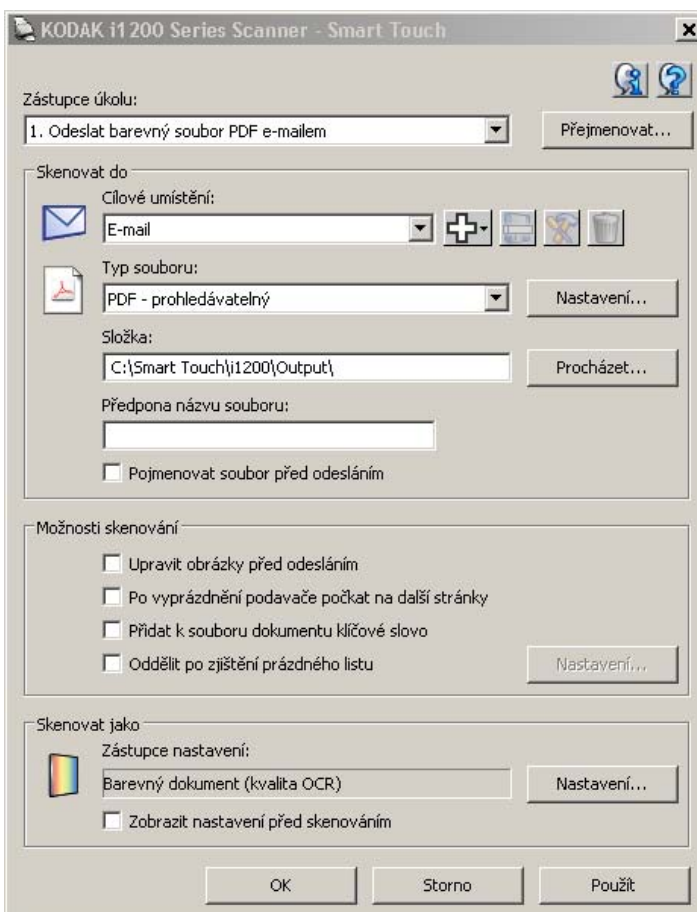 KODAK i1200 Series Scanner - Smart Touch
Zástupce úkolu:
1. Odeslat barevný soubor PDF e-mailem
Přejmenovat...
Skenovat do
Cílové umístění:
E-mail
Typ souboru:
PDF - prohledávatelný
Nastavení...
Složka:
C:\Smart Touch\i1200\Output\
Procházet...
Předpona názvu souboru:
Pojmenovat soubor před odesláním
Možnosti skenování
Upravit obrázky před odesláním
Po vyprázdnění podavače počkat na další stránky
Přidat k souboru dokumentu klíčové slovo
Oddělit po zjištění prázdného listu
Nastavení...
Skenovat jako
Zástupce nastavení:
Barevný dokument (kvalita OCR)
Nastavení...
Zobrazit nastavení před skenováním
OK
Storno
Použít